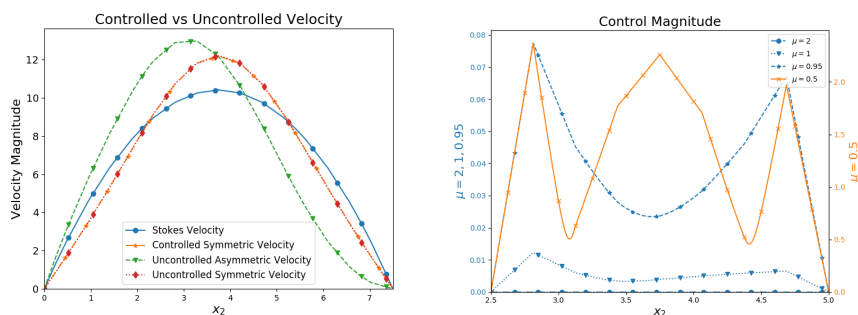 Controlled vs Uncontrolled Velocity
Velocity Magnitude
12
10
8
6
4
2
0
0 1 2 3 4 5 6 7
x₂
Stokes Velocity
Controlled Symmetric Velocity
Uncontrolled Asymmetric Velocity
Uncontrolled Symmetric Velocity
Control Magnitude
μ = 2, 1, 0.95
0.08
0.07
0.06
0.05
0.04
0.03
0.02
0.01
0.00
2.5 3.0 3.5 4.0 4.5 5.0
x₂
μ = 2
μ = 1
μ = 0.95
μ = 0.5
2.0
1.5
1.0
0.5
0.0
μ = 0.5